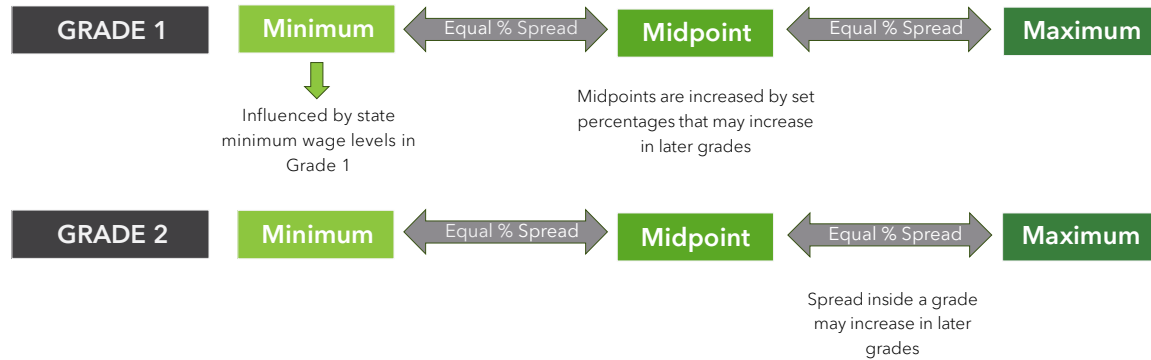 GRADE 1 Minimum Equal % Spread Midpoint Equal % Spread Maximum
Influenced by state
minimum wage levels in
Grade 1
Midpoints are increased by set
percentages that may increase
in later grades
GRADE 2 Minimum Equal % Spread Midpoint Equal % Spread Maximum
Spread inside a grade
may increase in later
grades